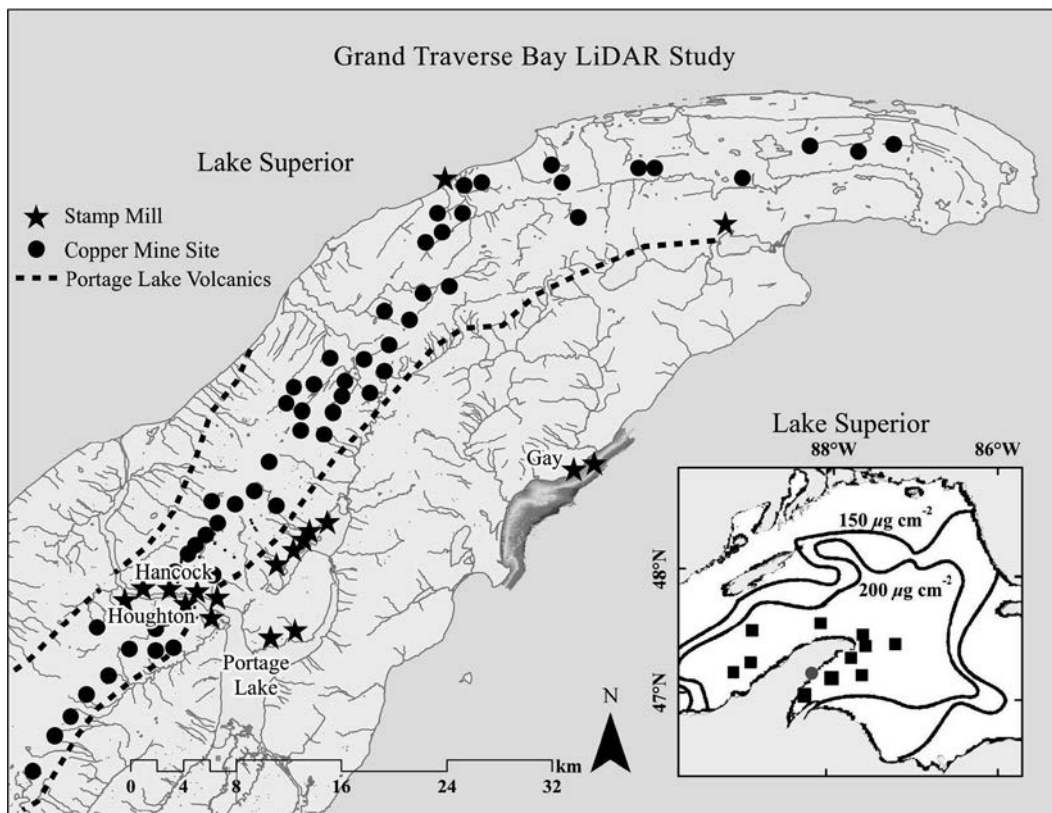 Grand Traverse Bay LiDAR Study
Lake Superior
Stamp Mill
Copper Mine Site
Portage Lake Volcanics
Gay
Hancock
Houghton
Portage
Lake
N
0 4 8 16 24 32 km
Lake Superior
88°W 86°W
150 µg cm⁻²
48°N
200 µg cm⁻²
47°N